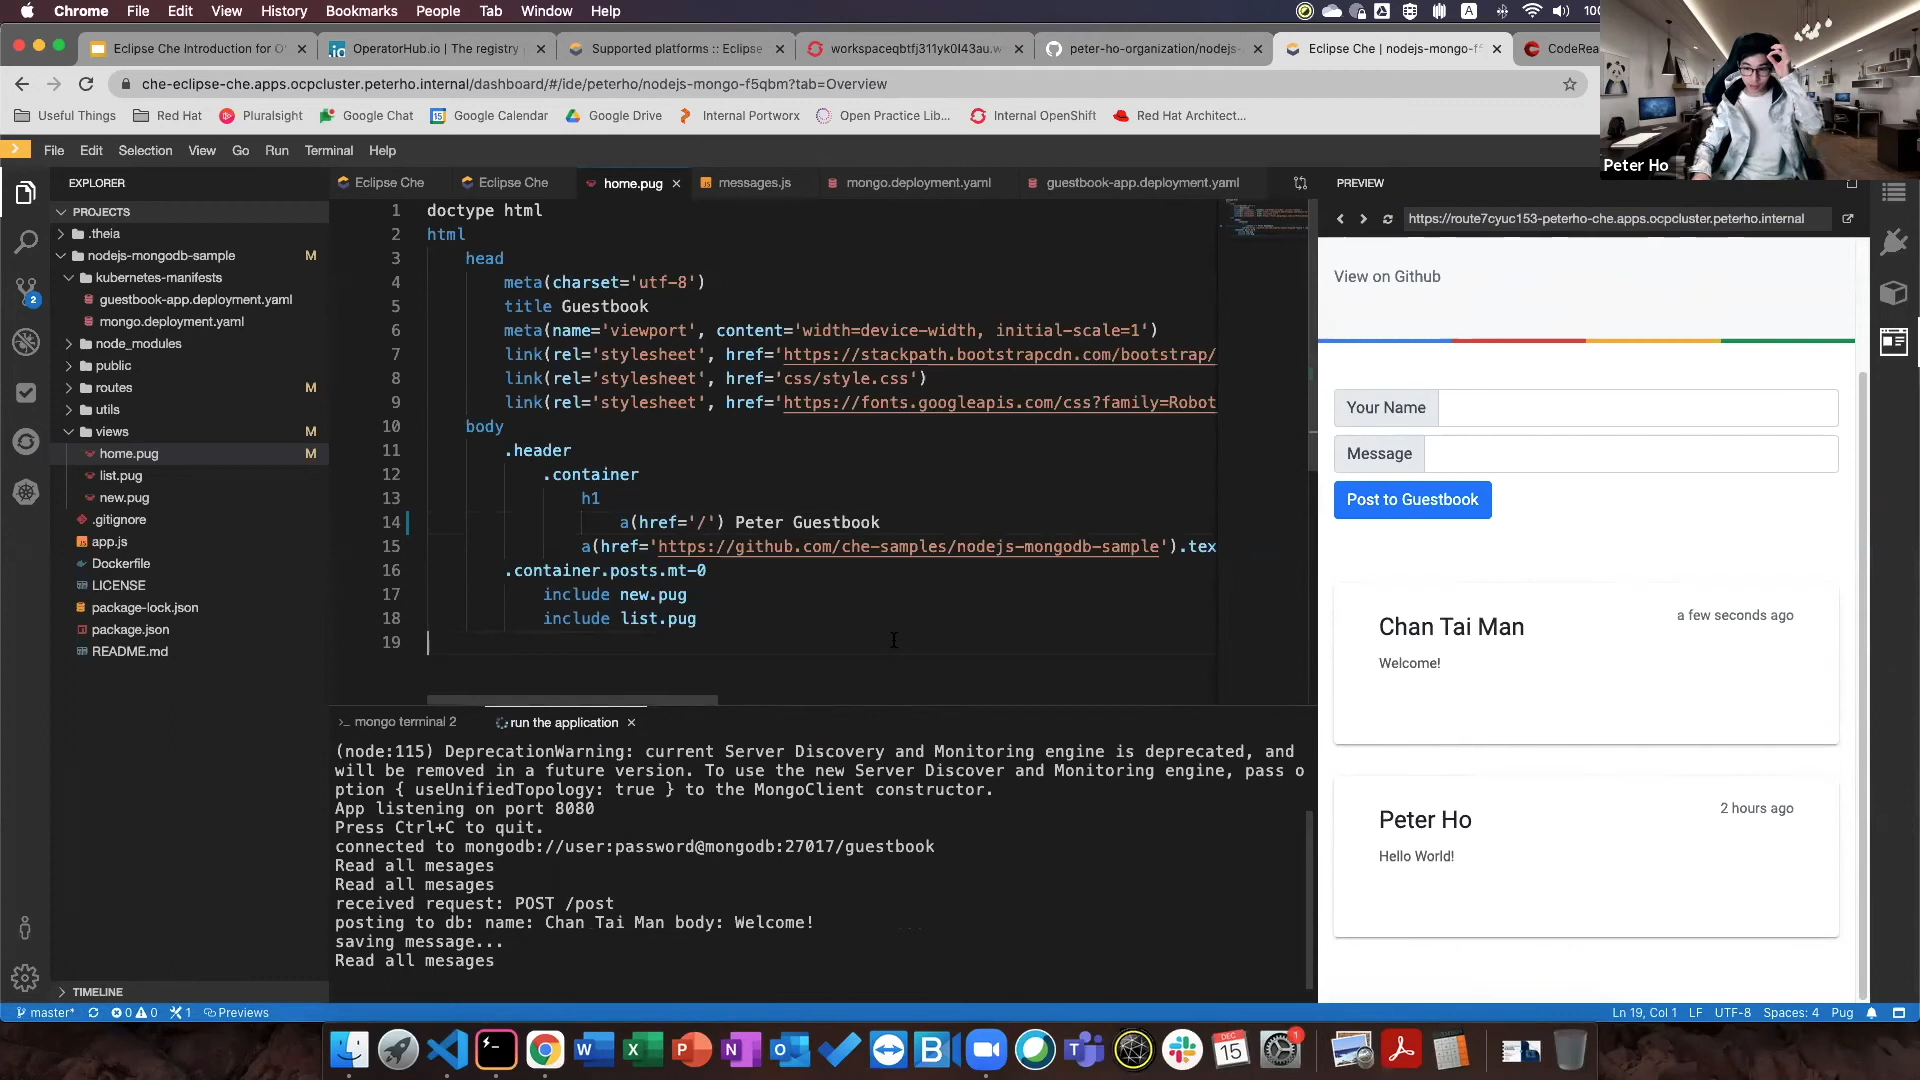 Chrome File Edit View History Bookmarks People Tab Window Help
Eclipse Che Introduction for O
OperatorHub.io | The registry
Supported platforms :: Eclipse
workspaceqbtfj311yk0l43au.w
peter-ho-organization/nodejs-
Eclipse Che | nodejs-mongo-f5
CodeRea
che-eclipse-che.apps.ocpcluster.peterho.internal/dashboard/#/ide/peterho/nodejs-mongo-f5qbm?tab=Overview
Useful Things Red Hat Pluralsight Google Chat Google Calendar Google Drive Internal Portworx Open Practice Lib... Internal OpenShift Red Hat Architect...
Peter Ho
File Edit Selection View Go Run Terminal Help
EXPLORER
PROJECTS
.theia
nodejs-mongodb-sample M
kubernetes-manifests
guestbook-app.deployment.yaml
mongo.deployment.yaml
node_modules
public
routes M
utils
views M
home.pug M
list.pug
new.pug
.gitignore
app.js
Dockerfile
LICENSE
package-lock.json
package.json
README.md
TIMELINE
2
Eclipse Che Eclipse Che home.pug messages.js mongo.deployment.yaml guestbook-app.deployment.yaml
1 doctype html
2 html
3 head
4 meta(charset='utf-8')
5 title Guestbook
6 meta(name='viewport', content='width=device-width, initial-scale=1')
7 link(rel='stylesheet', href='https://stackpath.bootstrapcdn.com/bootstrap/
8 link(rel='stylesheet', href='css/style.css')
9 link(rel='stylesheet', href='https://fonts.googleapis.com/css?family=Robot
10 body
11 .header
12 .container
13 h1
14 a(href='/') Peter Guestbook
15 a(href='https://github.com/che-samples/nodejs-mongodb-sample').tex
16 .container.posts.mt-0
17 include new.pug
18 include list.pug
19
>_ mongo terminal 2 run the application
(node:115) DeprecationWarning: current Server Discovery and Monitoring engine is deprecated, and
will be removed in a future version. To use the new Server Discover and Monitoring engine, pass o
ption { useUnifiedTopology: true } to the MongoClient constructor.
App listening on port 8080
Press Ctrl+C to quit.
connected to mongodb://user:password@mongodb:27017/guestbook
Read all mesages
Read all mesages
received request: POST /post
posting to db: name: Chan Tai Man body: Welcome!
saving message...
Read all mesages
PREVIEW
https://route7cyuc153-peterho-che.apps.ocpcluster.peterho.internal
View on Github
Your Name
Message
Post to Guestbook
Chan Tai Man
a few seconds ago
Welcome!
Peter Ho
2 hours ago
Hello World!
master* 0 0 1 Previews
Ln 19, Col 1 LF UTF-8 Spaces: 4 Pug
DEC
15
1